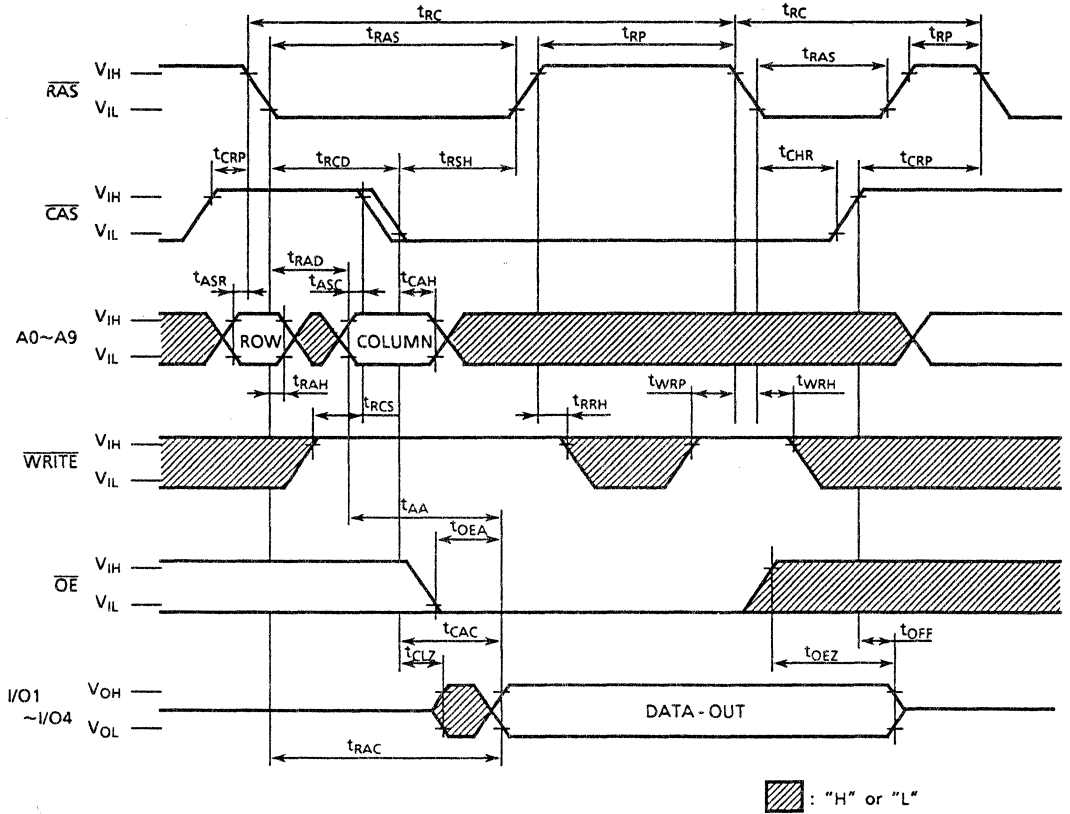 tRC tRC
tRAS tRP tRAS tRP
RAS VIH
VIL
tCRP tRCD tRSH tCHR tCRP
CAS VIH
VIL
tRAD
tASR tASC tCAH
A0~A9 VIH
VIL
ROW COLUMN
tRAH tRCS tRRH tWRP tWRH
WRITE VIH
VIL
tAA
tOEA
OE VIH
VIL
tCAC tOFF
tCLZ tOEZ
I/O1
~I/O4
VOH
VOL
DATA-OUT
tRAC
: "H" or "L"